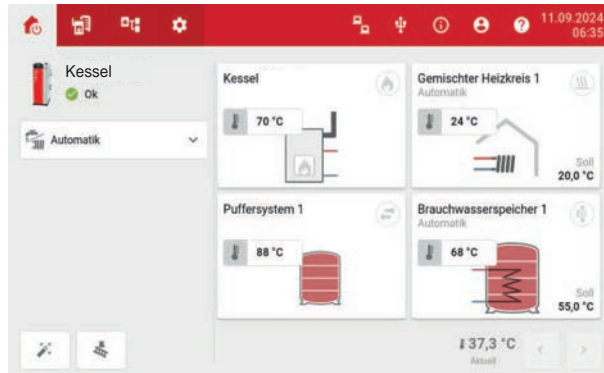 11.09.2024
06:35
Kessel
Ok
Automatik
Kessel
70 °C
Gemischter Heizkreis 1
Automatik
24 °C
Soll
20,0 °C
Puffersystem 1
88 °C
Brauchwasserspeicher 1
Automatik
68 °C
Soll
55,0 °C
37,3 °C
Aktuell